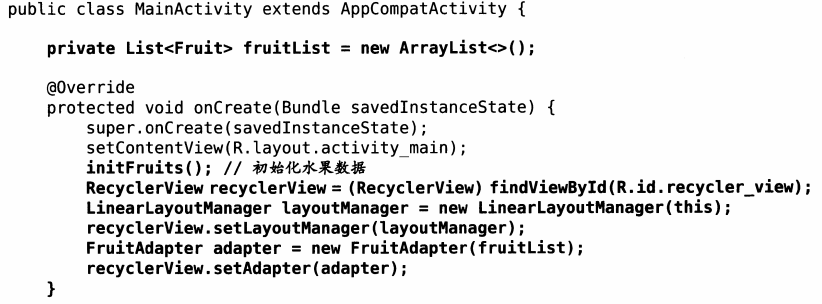 public class MainActivity extends AppCompatActivity {
    private List<Fruit> fruitList = new ArrayList<>();
    @Override
    protected void onCreate(Bundle savedInstanceState) {
        super.onCreate(savedInstanceState);
        setContentView(R.layout.activity_main);
        initFruits(); // 初始化水果数据
        RecyclerView recyclerView = (RecyclerView) findViewById(R.id.recycler_view);
        LinearLayoutManager layoutManager = new LinearLayoutManager(this);
        recyclerView.setLayoutManager(layoutManager);
        FruitAdapter adapter = new FruitAdapter(fruitList);
        recyclerView.setAdapter(adapter);
    }